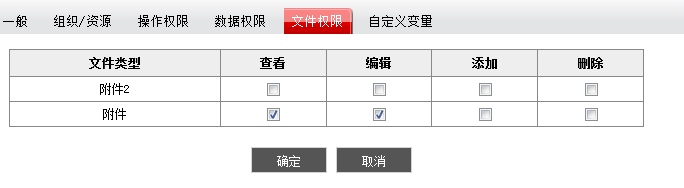 一般 组织/资源 操作权限 数据权限 文件权限 自定义变量
文件类型 查看 编辑 添加 删除
附件2
附件
确定 取消